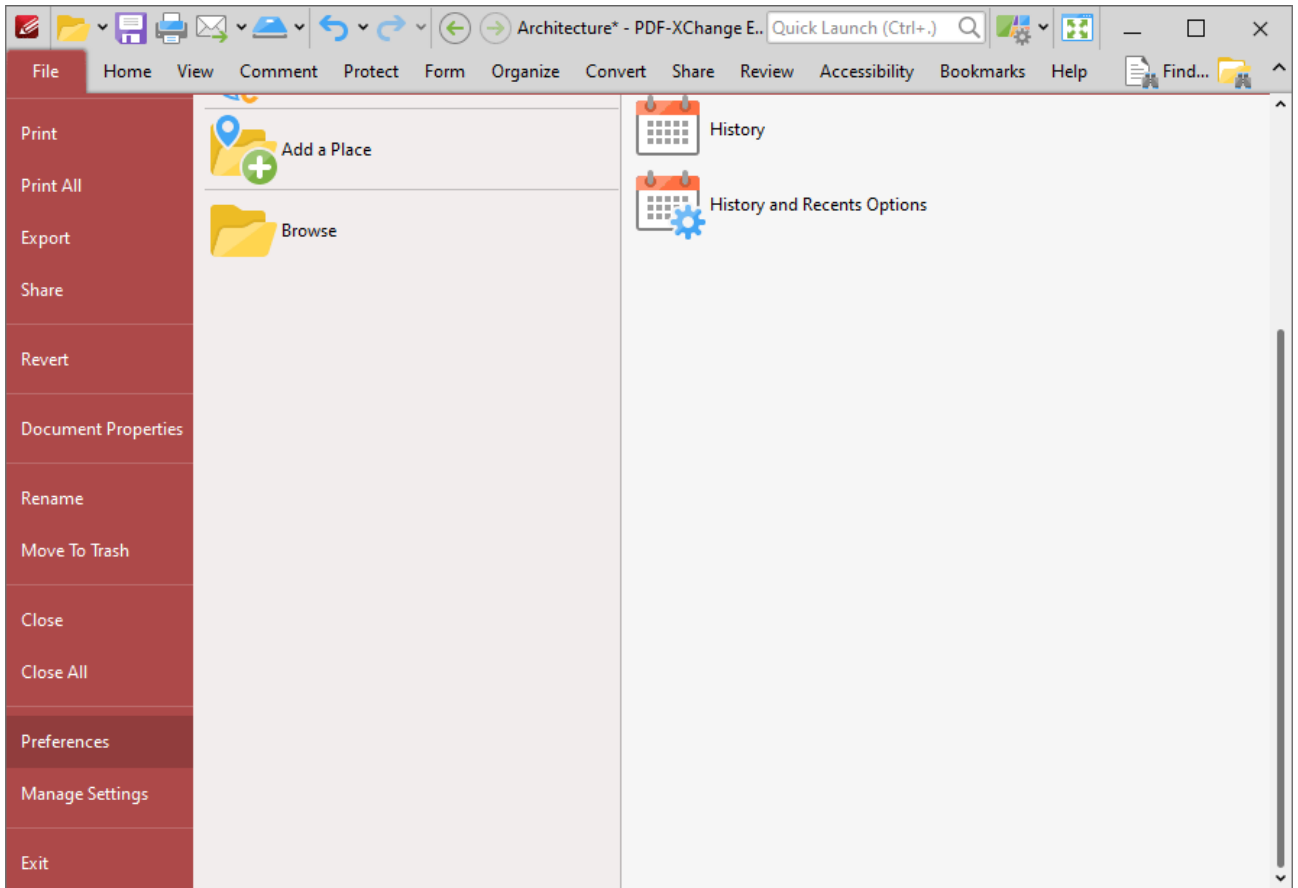 Architecture* - PDF-XChange E..
Quick Launch (Ctrl+.)
File
Home
View
Comment
Protect
Form
Organize
Convert
Share
Review
Accessibility
Bookmarks
Help
Find...
Print
Print All
Export
Share
Revert
Document Properties
Rename
Move To Trash
Close
Close All
Preferences
Manage Settings
Exit
Add a Place
Browse
History
History and Recents Options